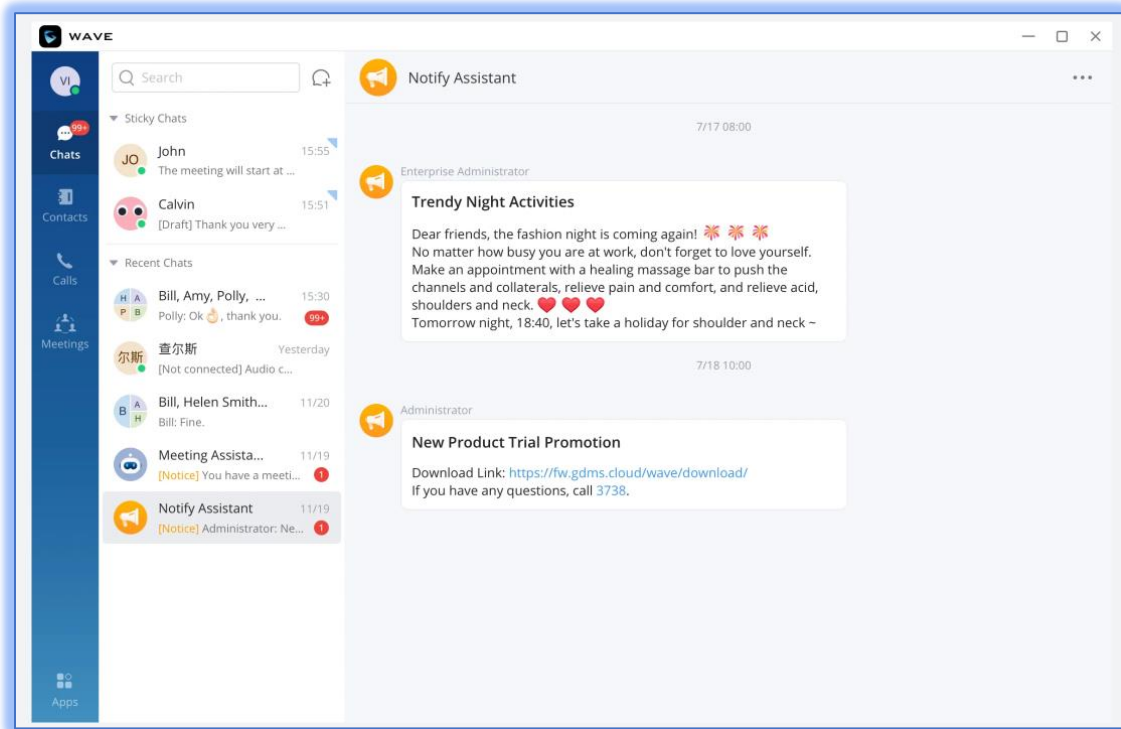 WAVE
VI
Search
Notify Assistant
99+
Chats
Contacts
Calls
Meetings
Apps
Sticky Chats
JO
John
15:55
The meeting will start at ...
Calvin
15:51
[Draft] Thank you very ...
Recent Chats
H A
P B
Bill, Amy, Polly, ...
15:30
Polly: Ok 👌🏻, thank you.
99+
尔斯
查尔斯
Yesterday
[Not connected] Audio c...
B A
H
Bill, Helen Smith...
11/20
Bill: Fine.
Meeting Assista...
11/19
[Notice] You have a meeti...
1
Notify Assistant
11/19
[Notice] Administrator: Ne...
1
7/17 08:00
Enterprise Administrator
Trendy Night Activities
Dear friends, the fashion night is coming again!
No matter how busy you are at work, don't forget to love yourself.
Make an appointment with a healing massage bar to push the
channels and collaterals, relieve pain and comfort, and relieve acid,
shoulders and neck. ❤️ ❤️ ❤️
Tomorrow night, 18:40, let's take a holiday for shoulder and neck ~
7/18 10:00
Administrator
New Product Trial Promotion
Download Link: https://fw.gdms.cloud/wave/download/
If you have any questions, call 3738.